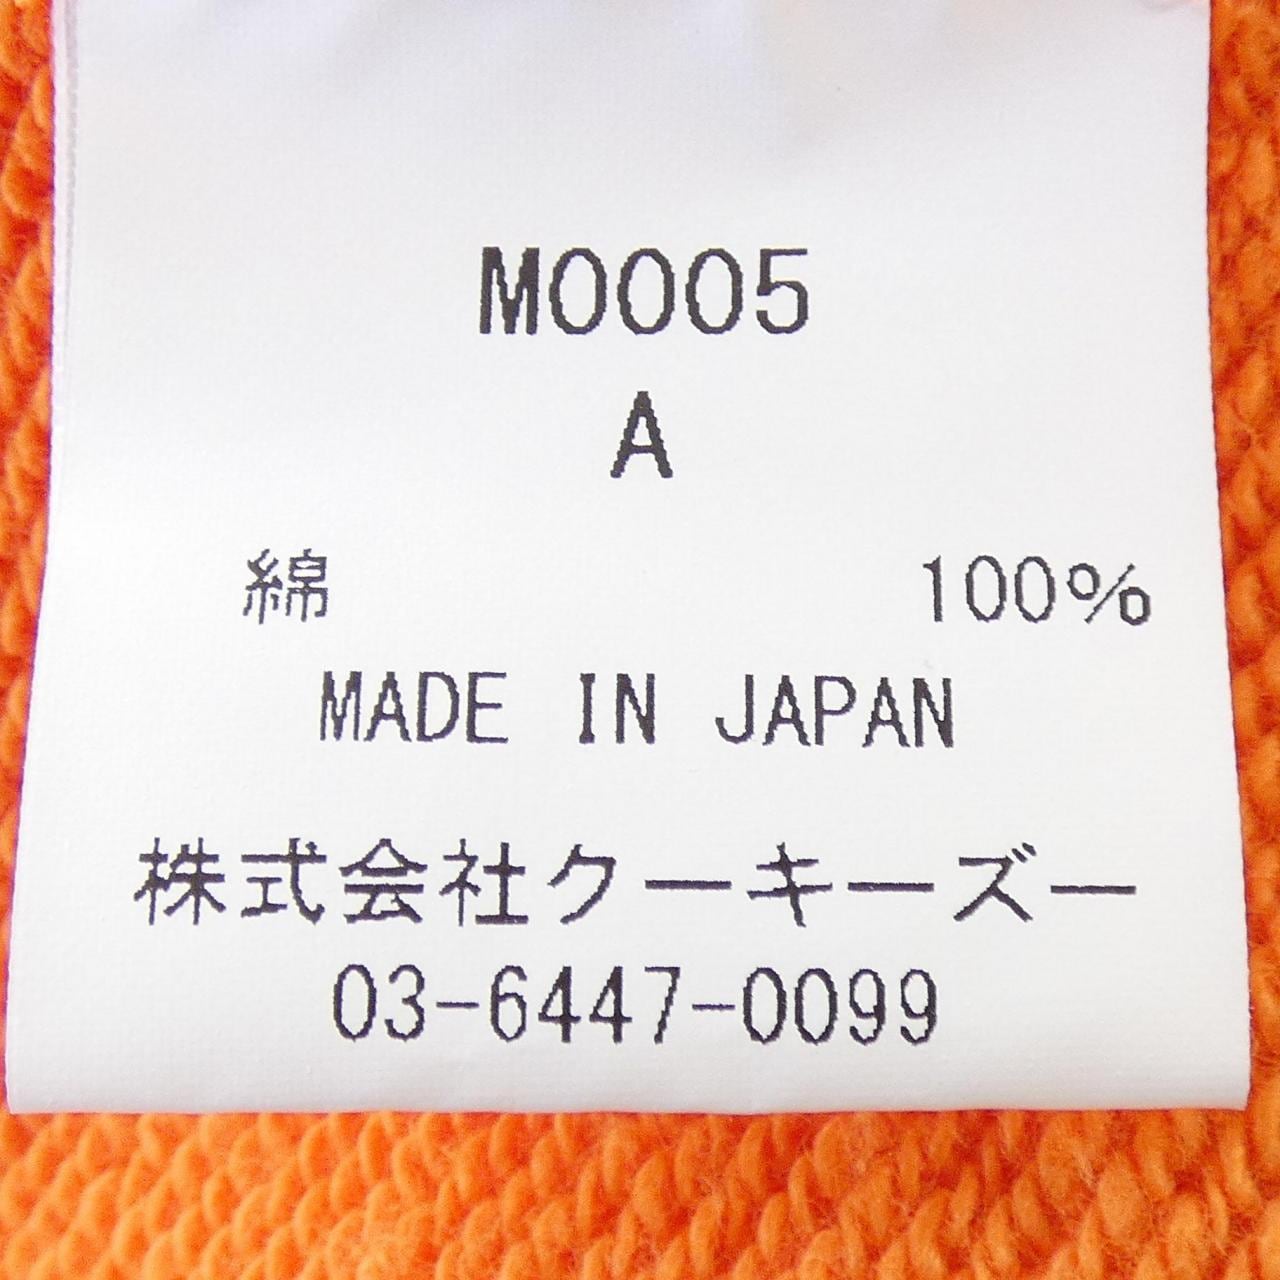 M0005
A
綿 100%
MADE IN JAPAN
株式会社クーキーズー
03-6447-0099